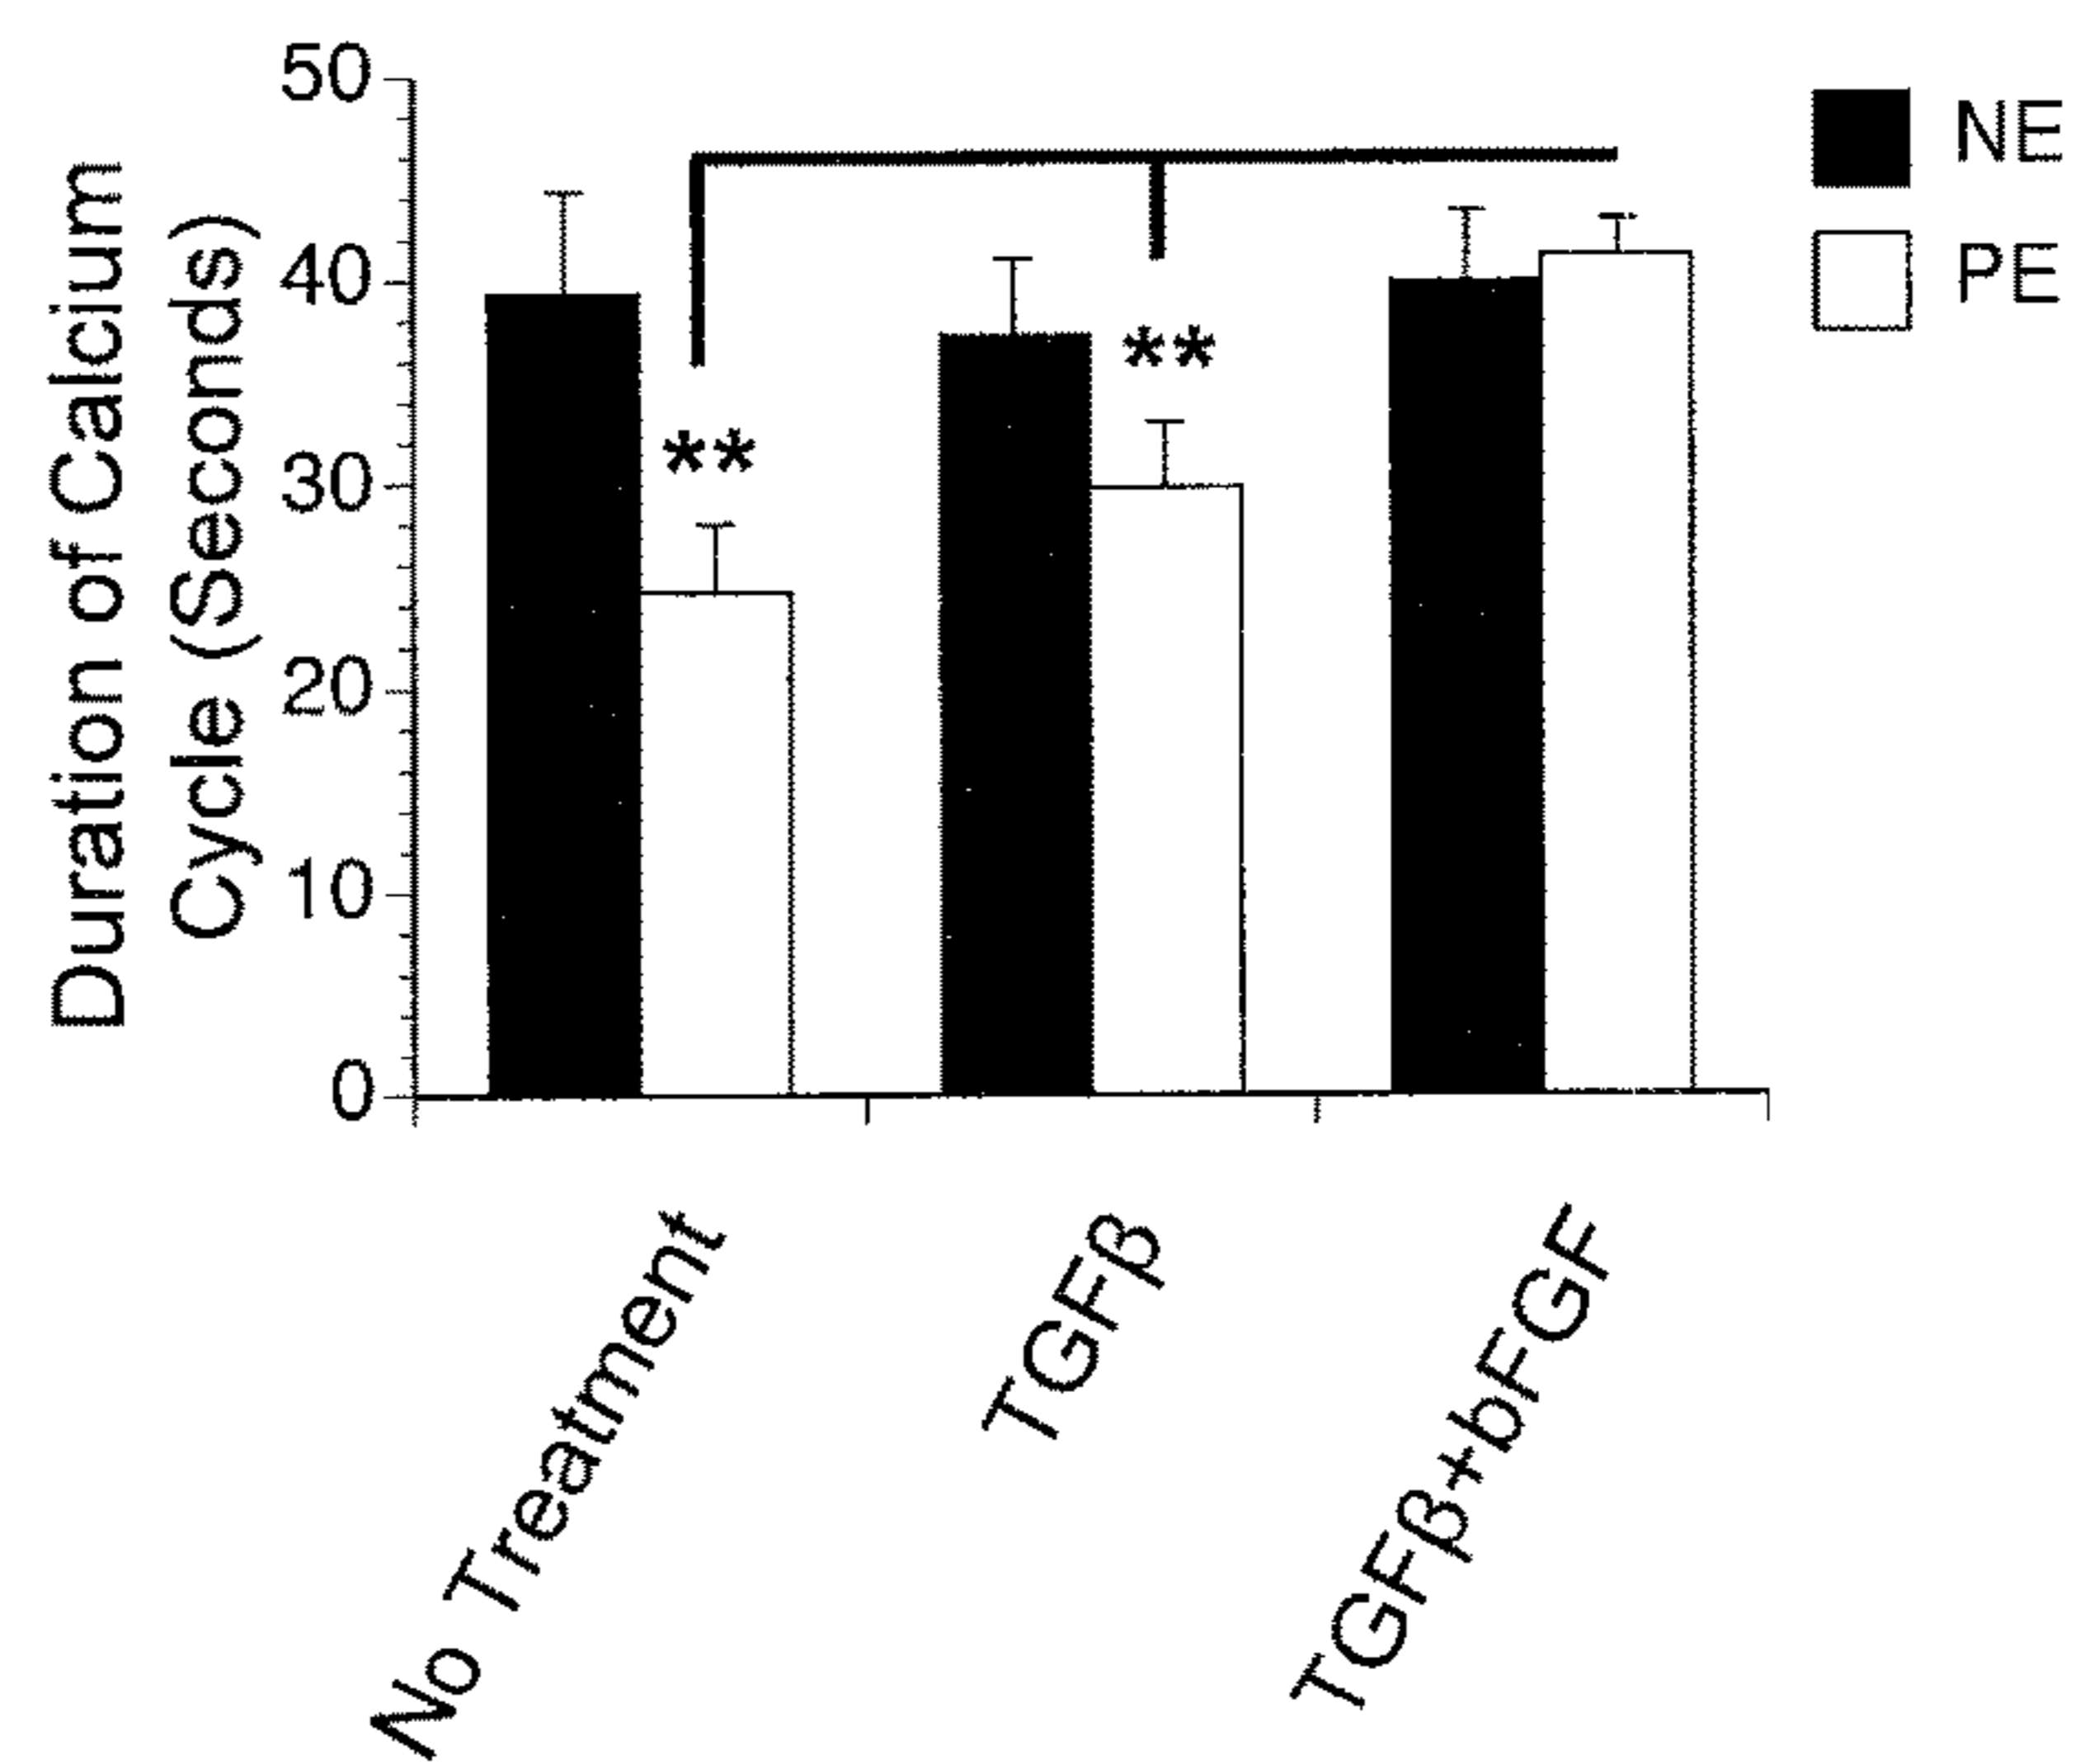 Duration of Calcium
Cycle (Seconds)
50
40
30
20
10
0
**
**
NE
PE
No Treatment
TGFβ
TGFβ+bFGF